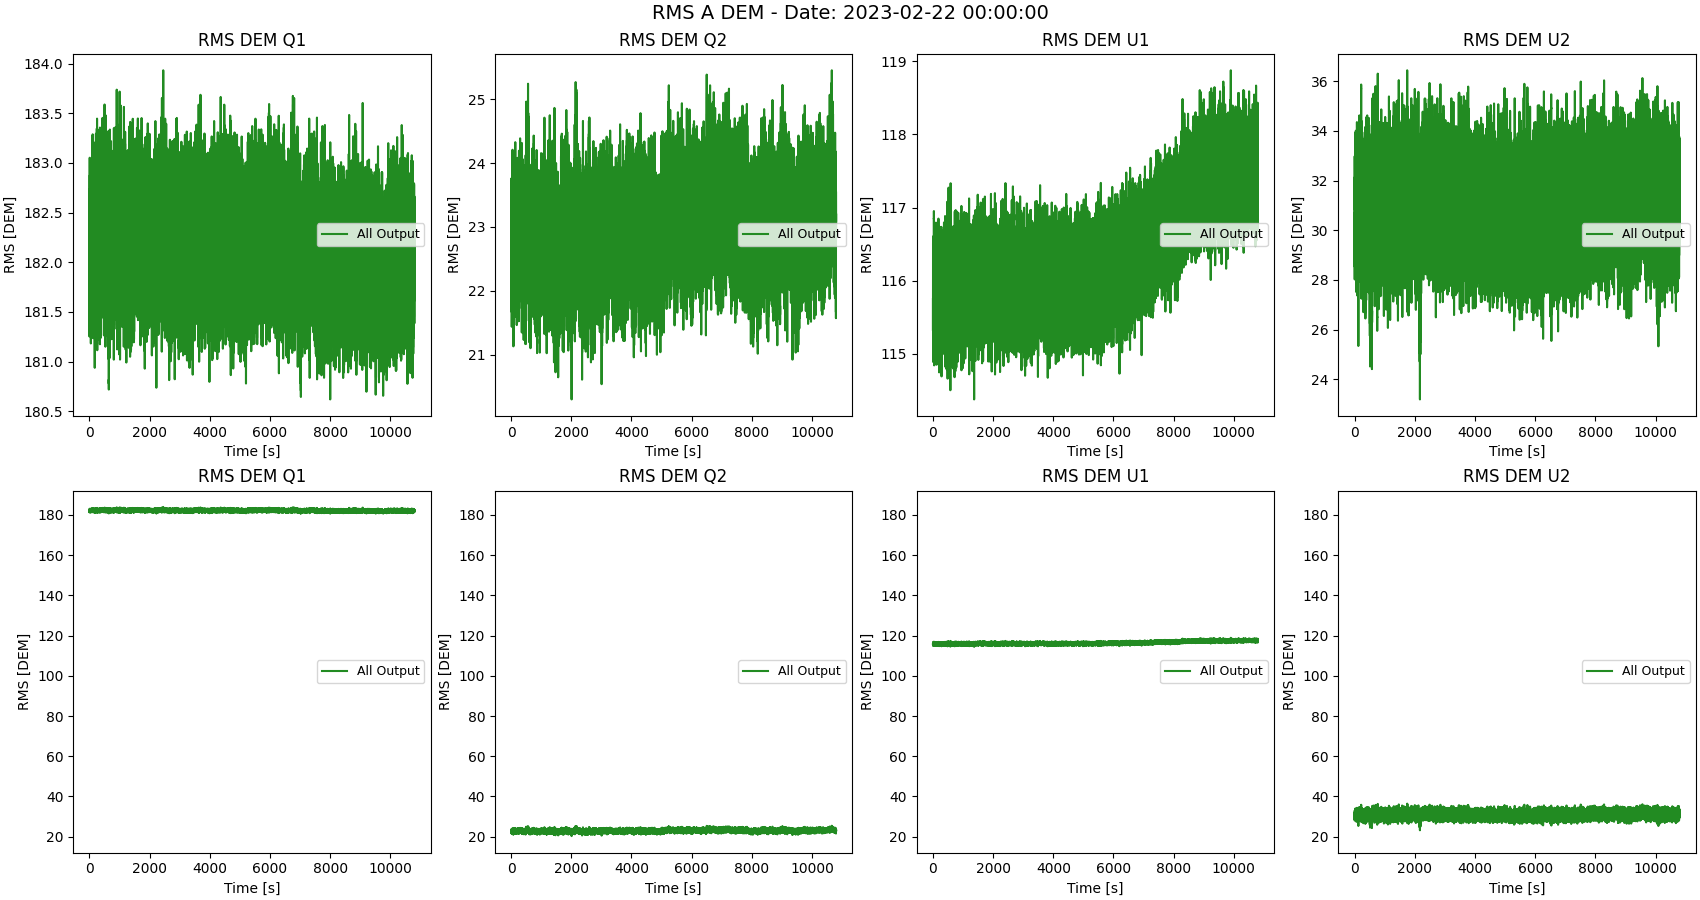 RMS A DEM - Date: 2023-02-22 00:00:00
RMS DEM Q1
184.0
183.5
183.0
182.5
182.0
181.5
181.0
180.5
RMS [DEM]
All Output
0 2000 4000 6000 8000 10000
Time [s]
RMS DEM Q2
25
24
23
22
21
RMS [DEM]
All Output
0 2000 4000 6000 8000 10000
Time [s]
RMS DEM U1
119
118
117
116
115
RMS [DEM]
All Output
0 2000 4000 6000 8000 10000
Time [s]
RMS DEM U2
36
34
32
30
28
26
24
RMS [DEM]
All Output
0 2000 4000 6000 8000 10000
Time [s]
RMS DEM Q1
180
160
140
120
100
80
60
40
20
RMS [DEM]
All Output
0 2000 4000 6000 8000 10000
Time [s]
RMS DEM Q2
180
160
140
120
100
80
60
40
20
RMS [DEM]
All Output
0 2000 4000 6000 8000 10000
Time [s]
RMS DEM U1
180
160
140
120
100
80
60
40
20
RMS [DEM]
All Output
0 2000 4000 6000 8000 10000
Time [s]
RMS DEM U2
180
160
140
120
100
80
60
40
20
RMS [DEM]
All Output
0 2000 4000 6000 8000 10000
Time [s]